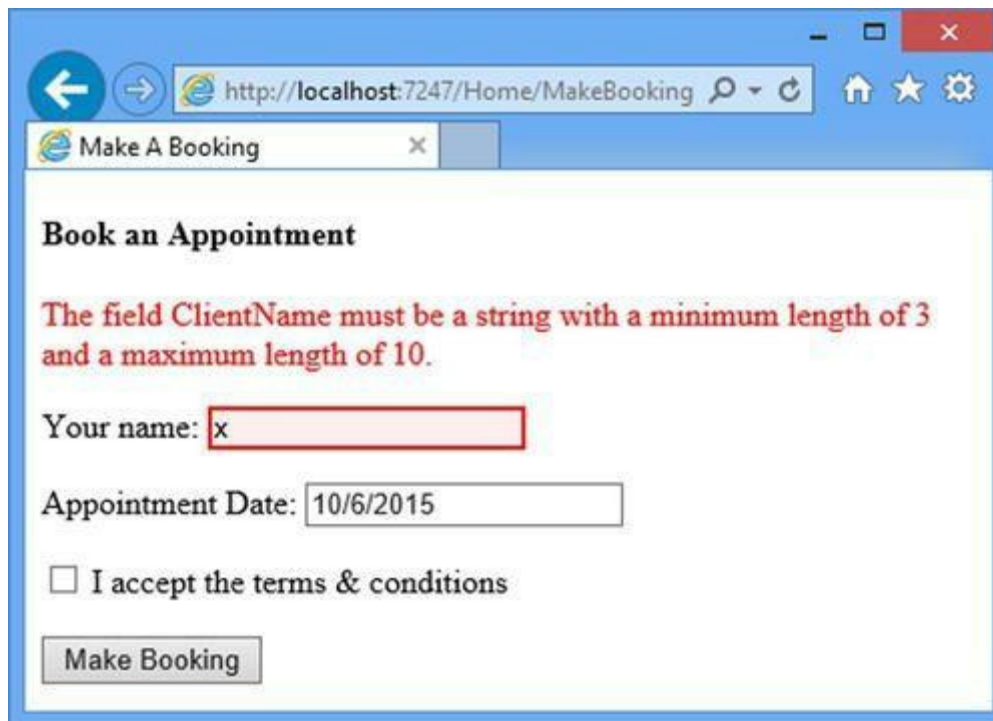 http://localhost:7247/Home/MakeBooking
Make A Booking
Book an Appointment
The field ClientName must be a string with a minimum length of 3
and a maximum length of 10.
Your name: x
Appointment Date: 10/6/2015
I accept the terms & conditions
Make Booking